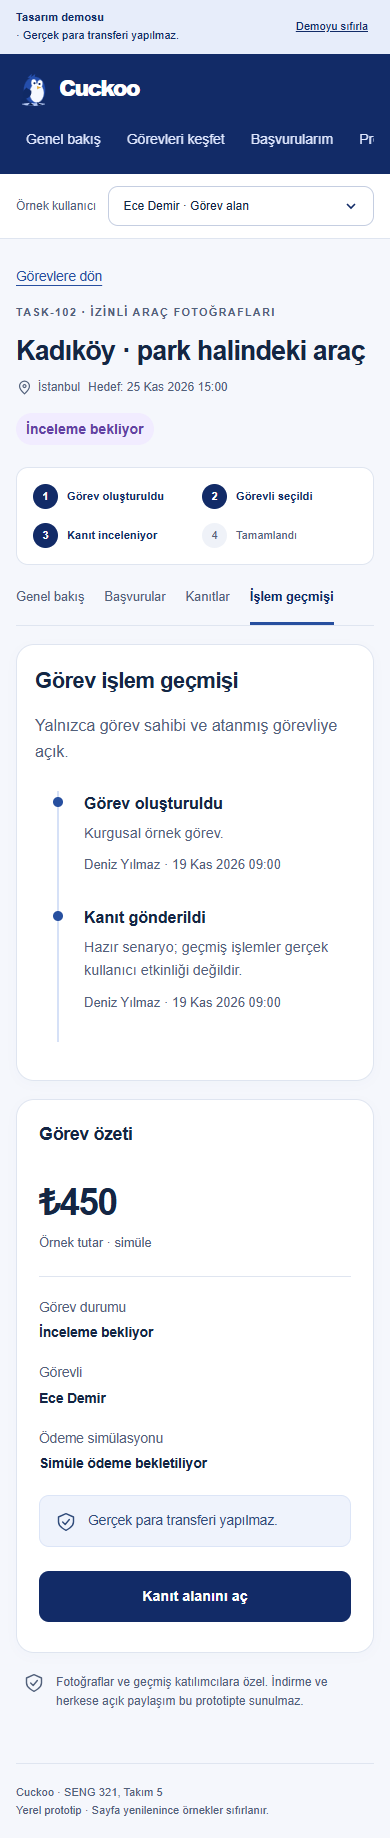 Tasarım demosu
· Gerçek para transferi yapılmaz.
Demoyu sıfırla
Cuckoo
Genel bakış Görevleri keşfet Başvurularım Pr
Örnek kullanıcı Ece Demir · Görev alan
Görevlere dön
TASK-102 · İZİNLİ ARAÇ FOTOĞRAFLARI
Kadıköy · park halindeki araç
İstanbul Hedef: 25 Kas 2026 15:00
İnceleme bekliyor
1 Görev oluşturuldu 2 Görevli seçildi
3 Kanıt inceleniyor 4 Tamamlandı
Genel bakış Başvurular Kanıtlar İşlem geçmişi
Görev işlem geçmişi
Yalnızca görev sahibi ve atanmış görevliye
açık.
Görev oluşturuldu
Kurgusal örnek görev.
Deniz Yılmaz · 19 Kas 2026 09:00
Kanıt gönderildi
Hazır senaryo; geçmiş işlemler gerçek
kullanıcı etkinliği değildir.
Deniz Yılmaz · 19 Kas 2026 09:00
Görev özeti
₺450
Örnek tutar · simüle
Görev durumu
İnceleme bekliyor
Görevli
Ece Demir
Ödeme simülasyonu
Simüle ödeme bekletiliyor
Gerçek para transferi yapılmaz.
Kanıt alanını aç
Fotoğraflar ve geçmiş katılımcılara özel. İndirme ve
herkese açık paylaşım bu prototipte sunulmaz.
Cuckoo · SENG 321, Takım 5
Yerel prototip · Sayfa yenilenince örnekler sıfırlanır.